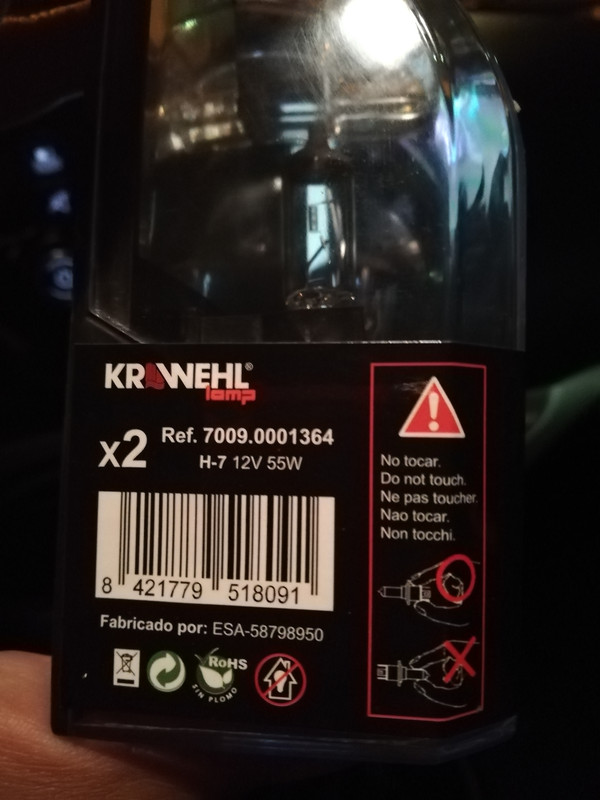 KRAWEHL®
lamp
x2
Ref. 7009.0001364
H-7 12V 55W
8 421779 518091
Fabricado por: ESA-58798950
RoHS
SIN PLOMO
No tocar.
Do not touch.
Ne pas toucher.
Nao tocar.
Non tocchi.